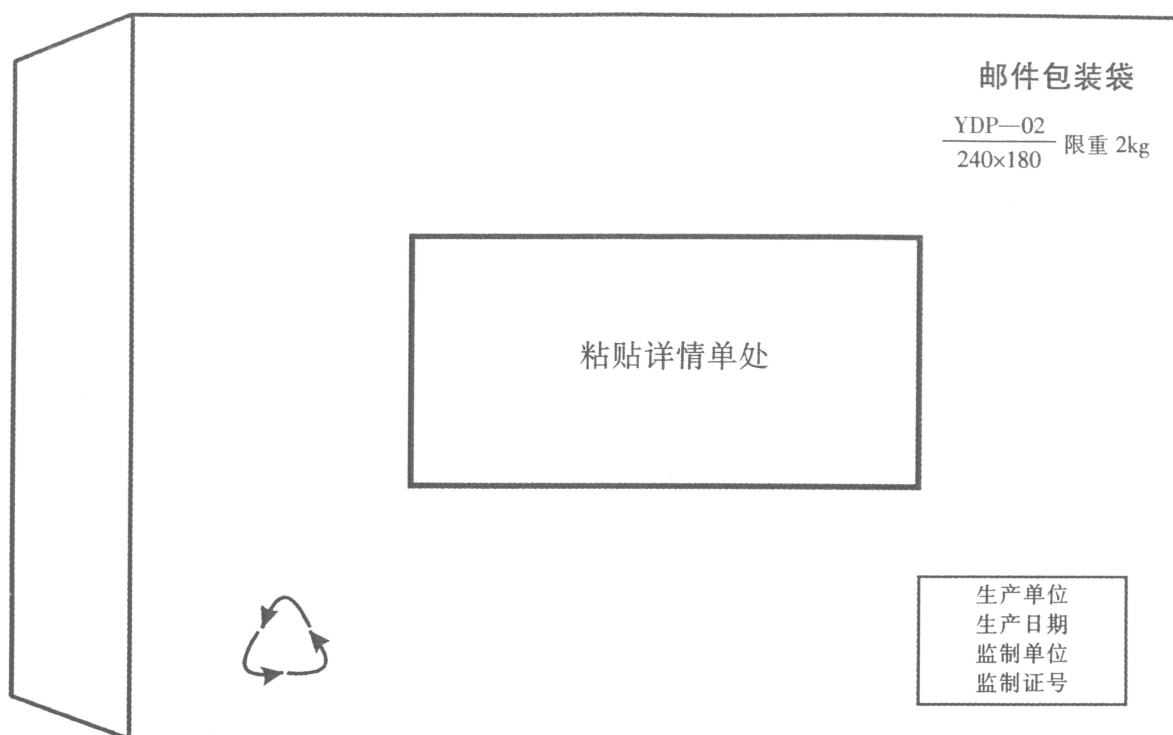 邮件包装袋
YDP—02
240×180 限重 2kg
粘贴详情单处
生产单位
生产日期
监制单位
监制证号